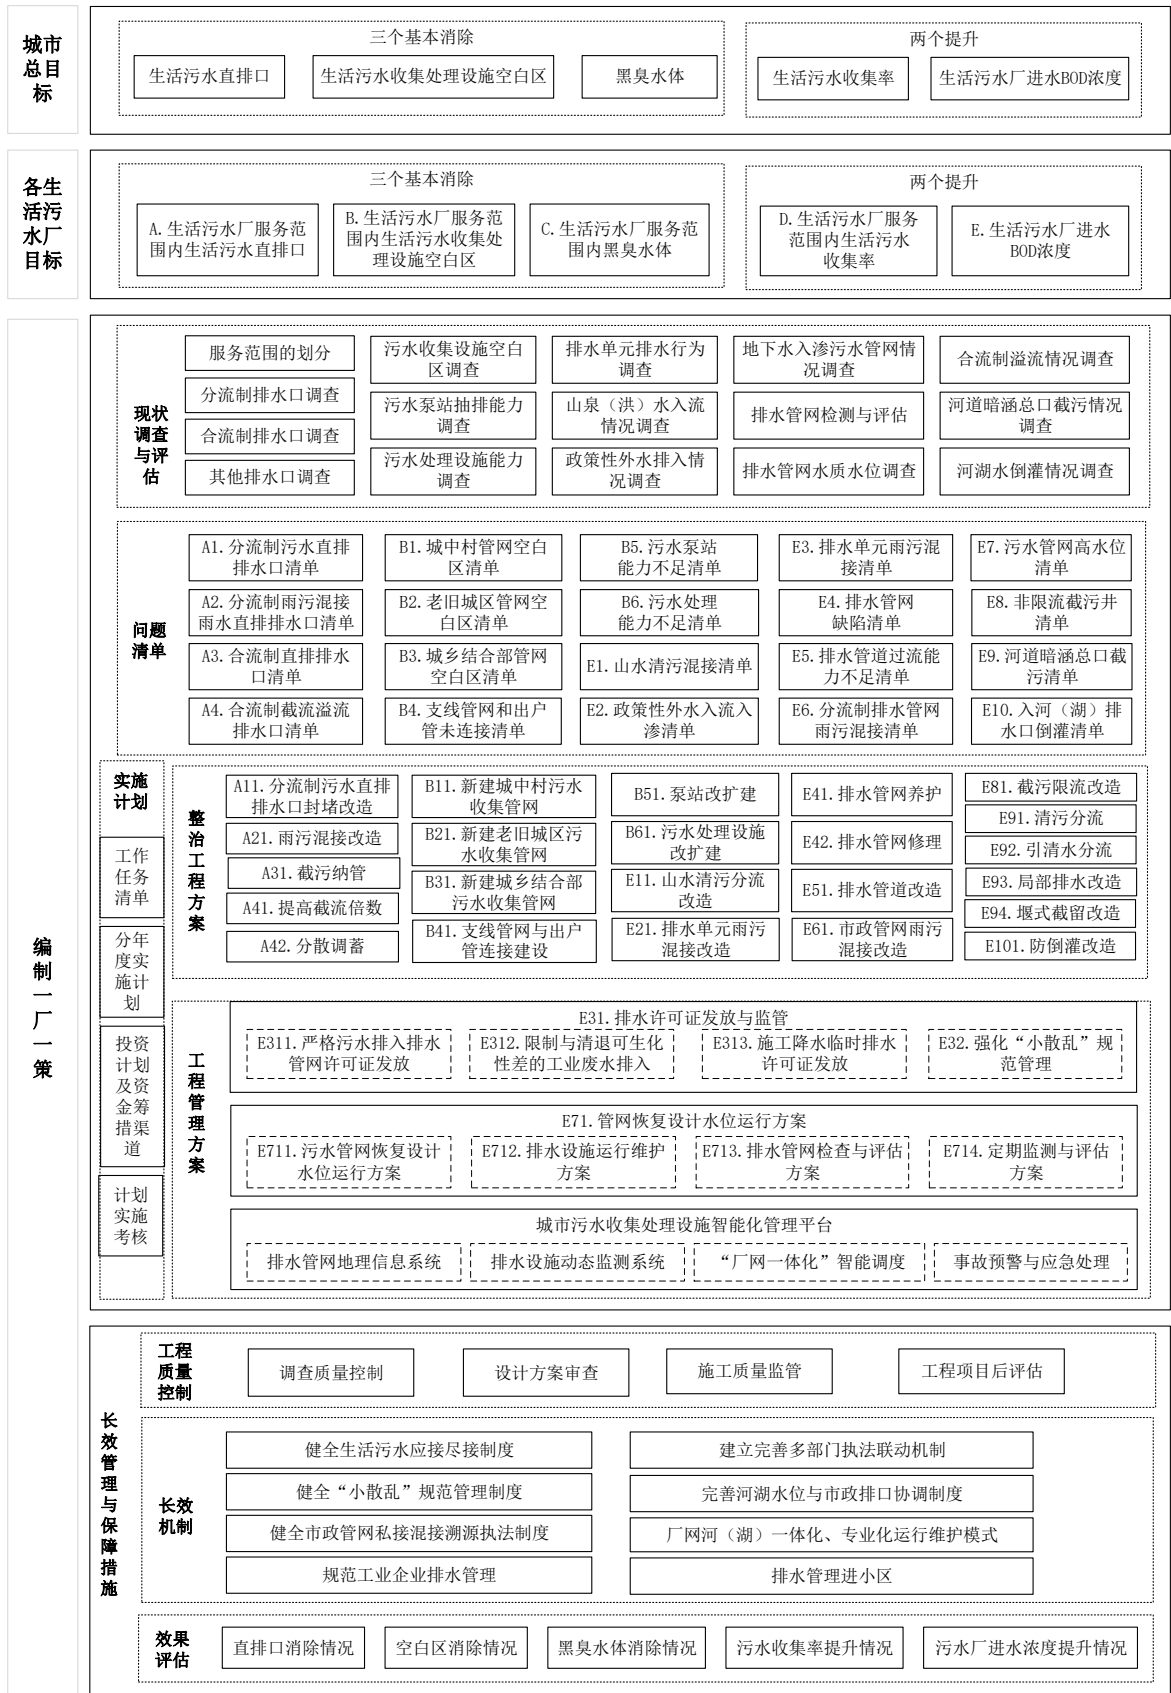 城市
总目
标
三个基本消除
生活污水直排口
生活污水收集处理设施空白区
黑臭水体
两个提升
生活污水收集率
生活污水厂进水BOD浓度
各生
活污
水厂
目标
三个基本消除
A.生活污水厂服务范
围内生活污水直排口
B.生活污水厂服务范
围内生活污水收集处
理设施空白区
C.生活污水厂服务范
围内黑臭水体
两个提升
D.生活污水厂服务
范围内生活污水
收集率
E.生活污水厂进水
BOD浓度
编
制
一
厂
一
策
现状
调查
与评
估
服务范围的划分
分流制排水口调查
合流制排水口调查
其他排水口调查
污水收集设施空白
区调查
污水泵站抽排能力
调查
污水处理设施能力
调查
排水单元排水行为
调查
山泉（洪）水入流
情况调查
政策性外水排入情
况调查
地下水入渗污水管网情
况调查
排水管网检测与评估
排水管网水质水位调查
合流制溢流情况调查
河道暗涵总口截污情况
调查
河湖水倒灌情况调查
问题
清单
A1.分流制污水直排
排水口清单
A2.分流制雨污混接
雨水直排排水口清单
A3.合流制直排排水
口清单
A4.合流制截流溢流
排水口清单
B1.城中村管网空白
区清单
B2.老旧城区管网空
白区清单
B3.城乡结合部管网
空白区清单
B4.支线管网和出户
管未连接清单
B5.污水泵站
能力不足清单
B6.污水处理
能力不足清单
E1.山水清污混接清单
E2.政策性外水入流入
渗清单
E3.排水单元雨污混
接清单
E4.排水管网
缺陷清单
E5.排水管道过流能
力不足清单
E6.分流制排水管网
雨污混接清单
E7.污水管网高水位
清单
E8.非限流截污井
清单
E9.河道暗涵总口截
污清单
E10.入河（湖）排
水口倒灌清单
实施
计划
工作
任务
清单
分年
度实
施计
划
投资
计划
及资
金筹
措渠
道
计划
实施
考核
整
治
工
程
方
案
A11.分流制污水直排
排水口封堵改造
A21.雨污混接改造
A31.截污纳管
A41.提高截流倍数
A42.分散调蓄
B11.新建城中村污水
收集管网
B21.新建老旧城区污
水收集管网
B31.新建城乡结合部
污水收集管网
B41.支线管网与出户
管连接建设
B51.泵站改扩建
B61.污水处理设施
改扩建
E11.山水清污分流
改造
E21.排水单元雨污
混接改造
E41.排水管网养护
E42.排水管网修理
E51.排水管道改造
E61.市政管网雨污
混接改造
E81.截污限流改造
E91.清污分流
E92.引清水分流
E93.局部排水改造
E94.堰式截留改造
E101.防倒灌改造
工
程
管
理
方
案
E31.排水许可证发放与监管
E311.严格污水排入排水
管网许可证发放
E312.限制与清退可生化
性差的工业废水排入
E313.施工降水临时排水
许可证发放
E32.强化“小散乱”规
范管理
E71.管网恢复设计水位运行方案
E711.污水管网恢复设计
水位运行方案
E712.排水设施运行维护
方案
E713.排水管网检查与评估
方案
E714.定期监测与评估
方案
城市污水收集处理设施智能化管理平台
排水管网地理信息系统
排水设施动态监测系统
“厂网一体化”智能调度
事故预警与应急处理
长
效
管
理
与
保
障
措
施
工程
质量
控制
调查质量控制
设计方案审查
施工质量监管
工程项目后评估
长效
机制
健全生活污水应接尽接制度
健全“小散乱”规范管理制度
健全市政管网私接混接溯源执法制度
规范工业企业排水管理
建立完善多部门执法联动机制
完善河湖水位与市政排口协调制度
厂网河（湖）一体化、专业化运行维护模式
排水管理进小区
效果
评估
直排口消除情况
空白区消除情况
黑臭水体消除情况
污水收集率提升情况
污水厂进水浓度提升情况